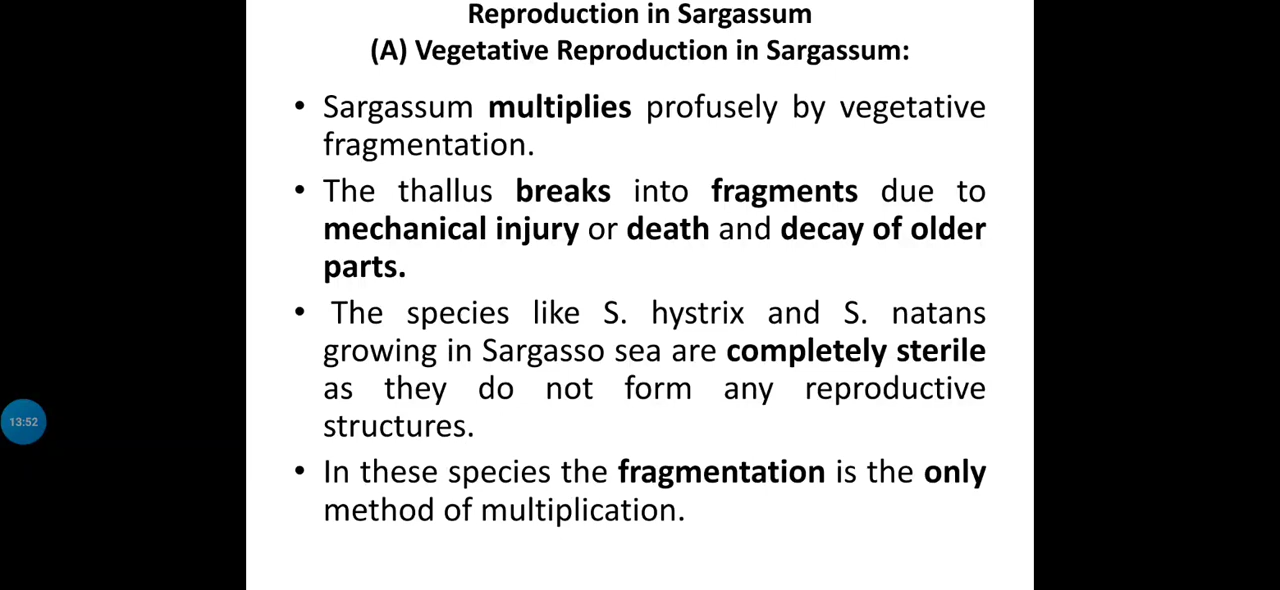 Reproduction in Sargassum
(A) Vegetative Reproduction in Sargassum:
• Sargassum multiplies profusely by vegetative
fragmentation.
• The thallus breaks into fragments due to
mechanical injury or death and decay of older
parts.
• The species like S. hystrix and S. natans
growing in Sargasso sea are completely sterile
as they do not form any reproductive
structures.
13:52
• In these species the fragmentation is the only
method of multiplication.